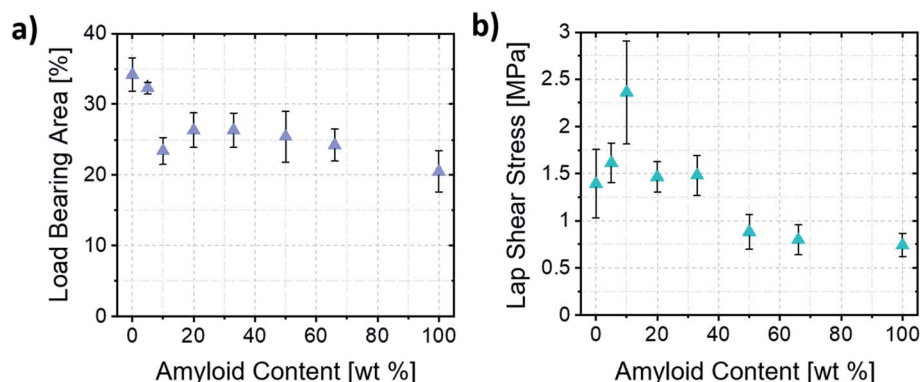 a)
Load Bearing Area [%]
40
30
20
10
0
0 20 40 60 80 100
Amyloid Content [wt %]
b)
Lap Shear Stress [MPa]
3
2.5
2
1.5
1
0.5
0
0 20 40 60 80 100
Amyloid Content [wt %]